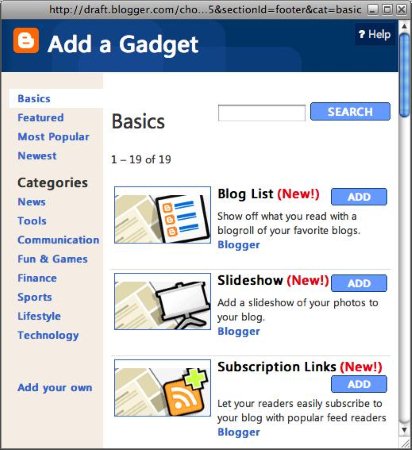 http://draft.blogger.com/cho...5&sectionId=footer&cat=basic
Add a Gadget
? Help
Basics
Featured
Most Popular
Newest
Categories
News
Tools
Communication
Fun & Games
Finance
Sports
Lifestyle
Technology
Add your own
Basics
SEARCH
1 – 19 of 19
Blog List (New!)
ADD
Show off what you read with a
blogroll of your favorite blogs.
Blogger
Slideshow (New!)
ADD
Add a slideshow of your photos to
your blog.
Blogger
Subscription Links (New!)
ADD
Let your readers easily subscribe to
your blog with popular feed readers
Blogger